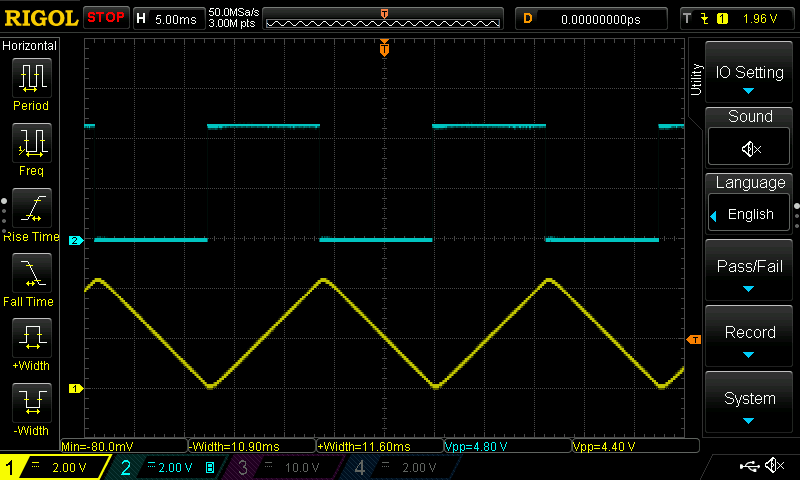 RIGOL STOP H 5.00ms 50.0MSa/s 3.00M pts T D 0.00000000ps T 1 1.96 V
Horizontal
Period
Freq
Rise Time
Fall Time
+Width
-Width
T
2
1
T
Utility
IO Setting
Sound
Language
English
Pass/Fail
Record
System
Min=-80.0mV -Width=10.90ms +Width=11.60ms Vpp=4.80 V Vpp=4.40 V
1 2.00 V 2 2.00 V B 3 10.0 V 4 2.00 V